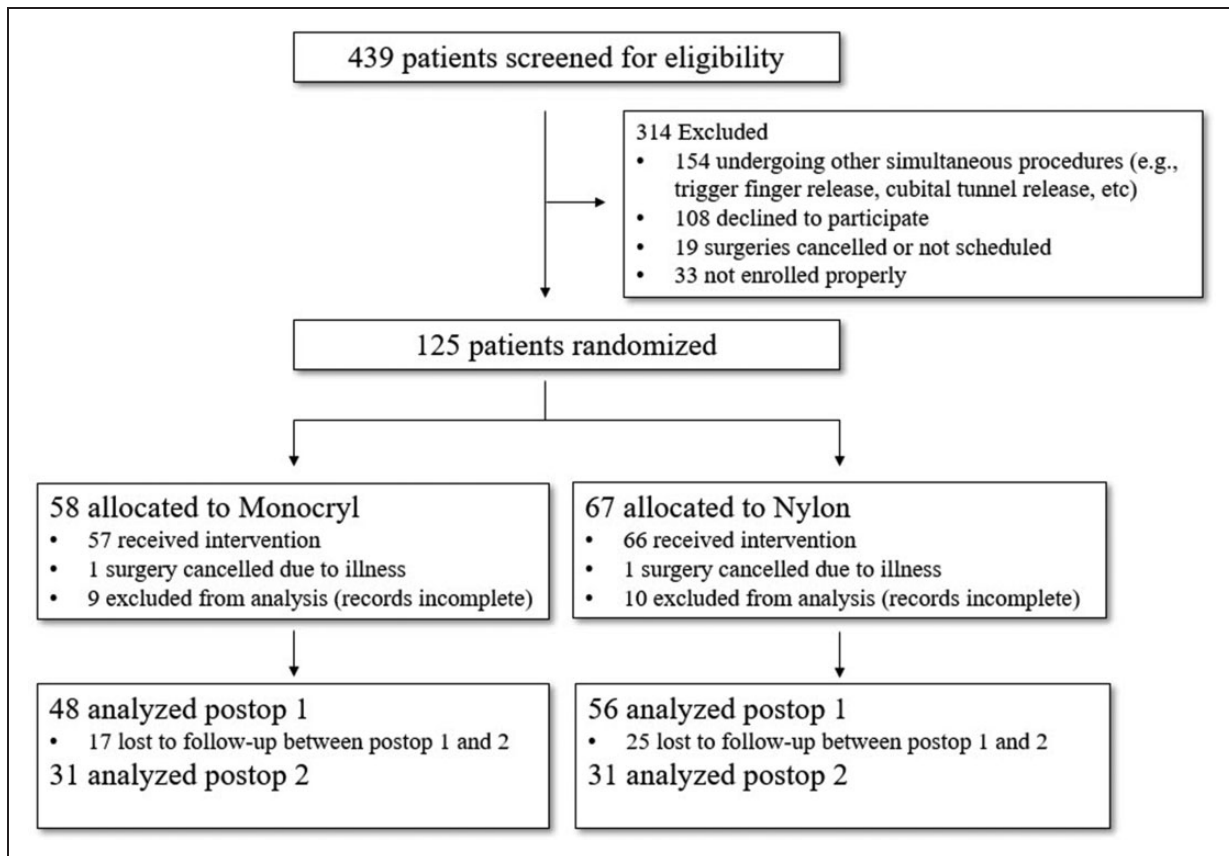 439 patients screened for eligibility
314 Excluded
• 154 undergoing other simultaneous procedures (e.g.,
trigger finger release, cubital tunnel release, etc)
• 108 declined to participate
• 19 surgeries cancelled or not scheduled
• 33 not enrolled properly
125 patients randomized
58 allocated to Monocryl
• 57 received intervention
• 1 surgery cancelled due to illness
• 9 excluded from analysis (records incomplete)
67 allocated to Nylon
• 66 received intervention
• 1 surgery cancelled due to illness
• 10 excluded from analysis (records incomplete)
48 analyzed postop 1
• 17 lost to follow-up between postop 1 and 2
31 analyzed postop 2
56 analyzed postop 1
• 25 lost to follow-up between postop 1 and 2
31 analyzed postop 2